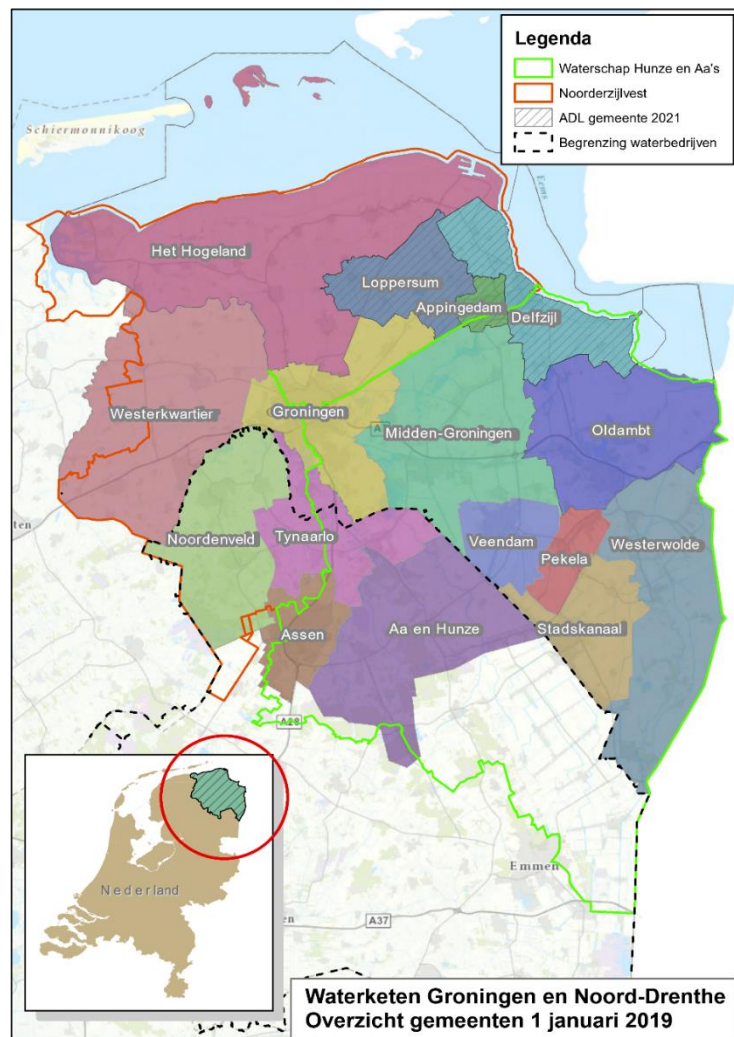 Legenda
Waterschap Hunze en Aa's
Noorderzijlvest
ADL gemeente 2021
Begrenzing waterbedrijven
Schiermonnikoog
Eems
Het Hogeland
Loppersum
Appingedam
Delfzijl
Westerkwartier
Groningen
Midden-Groningen
Oldambt
Noordenveld
Tynaarlo
Veendam
Pekela
Westerwolde
Assen
Aa en Hunze
Stadskanaal
A28
Emmen
A37
Nederland
Waterketen Groningen en Noord-Drenthe
Overzicht gemeenten 1 januari 2019